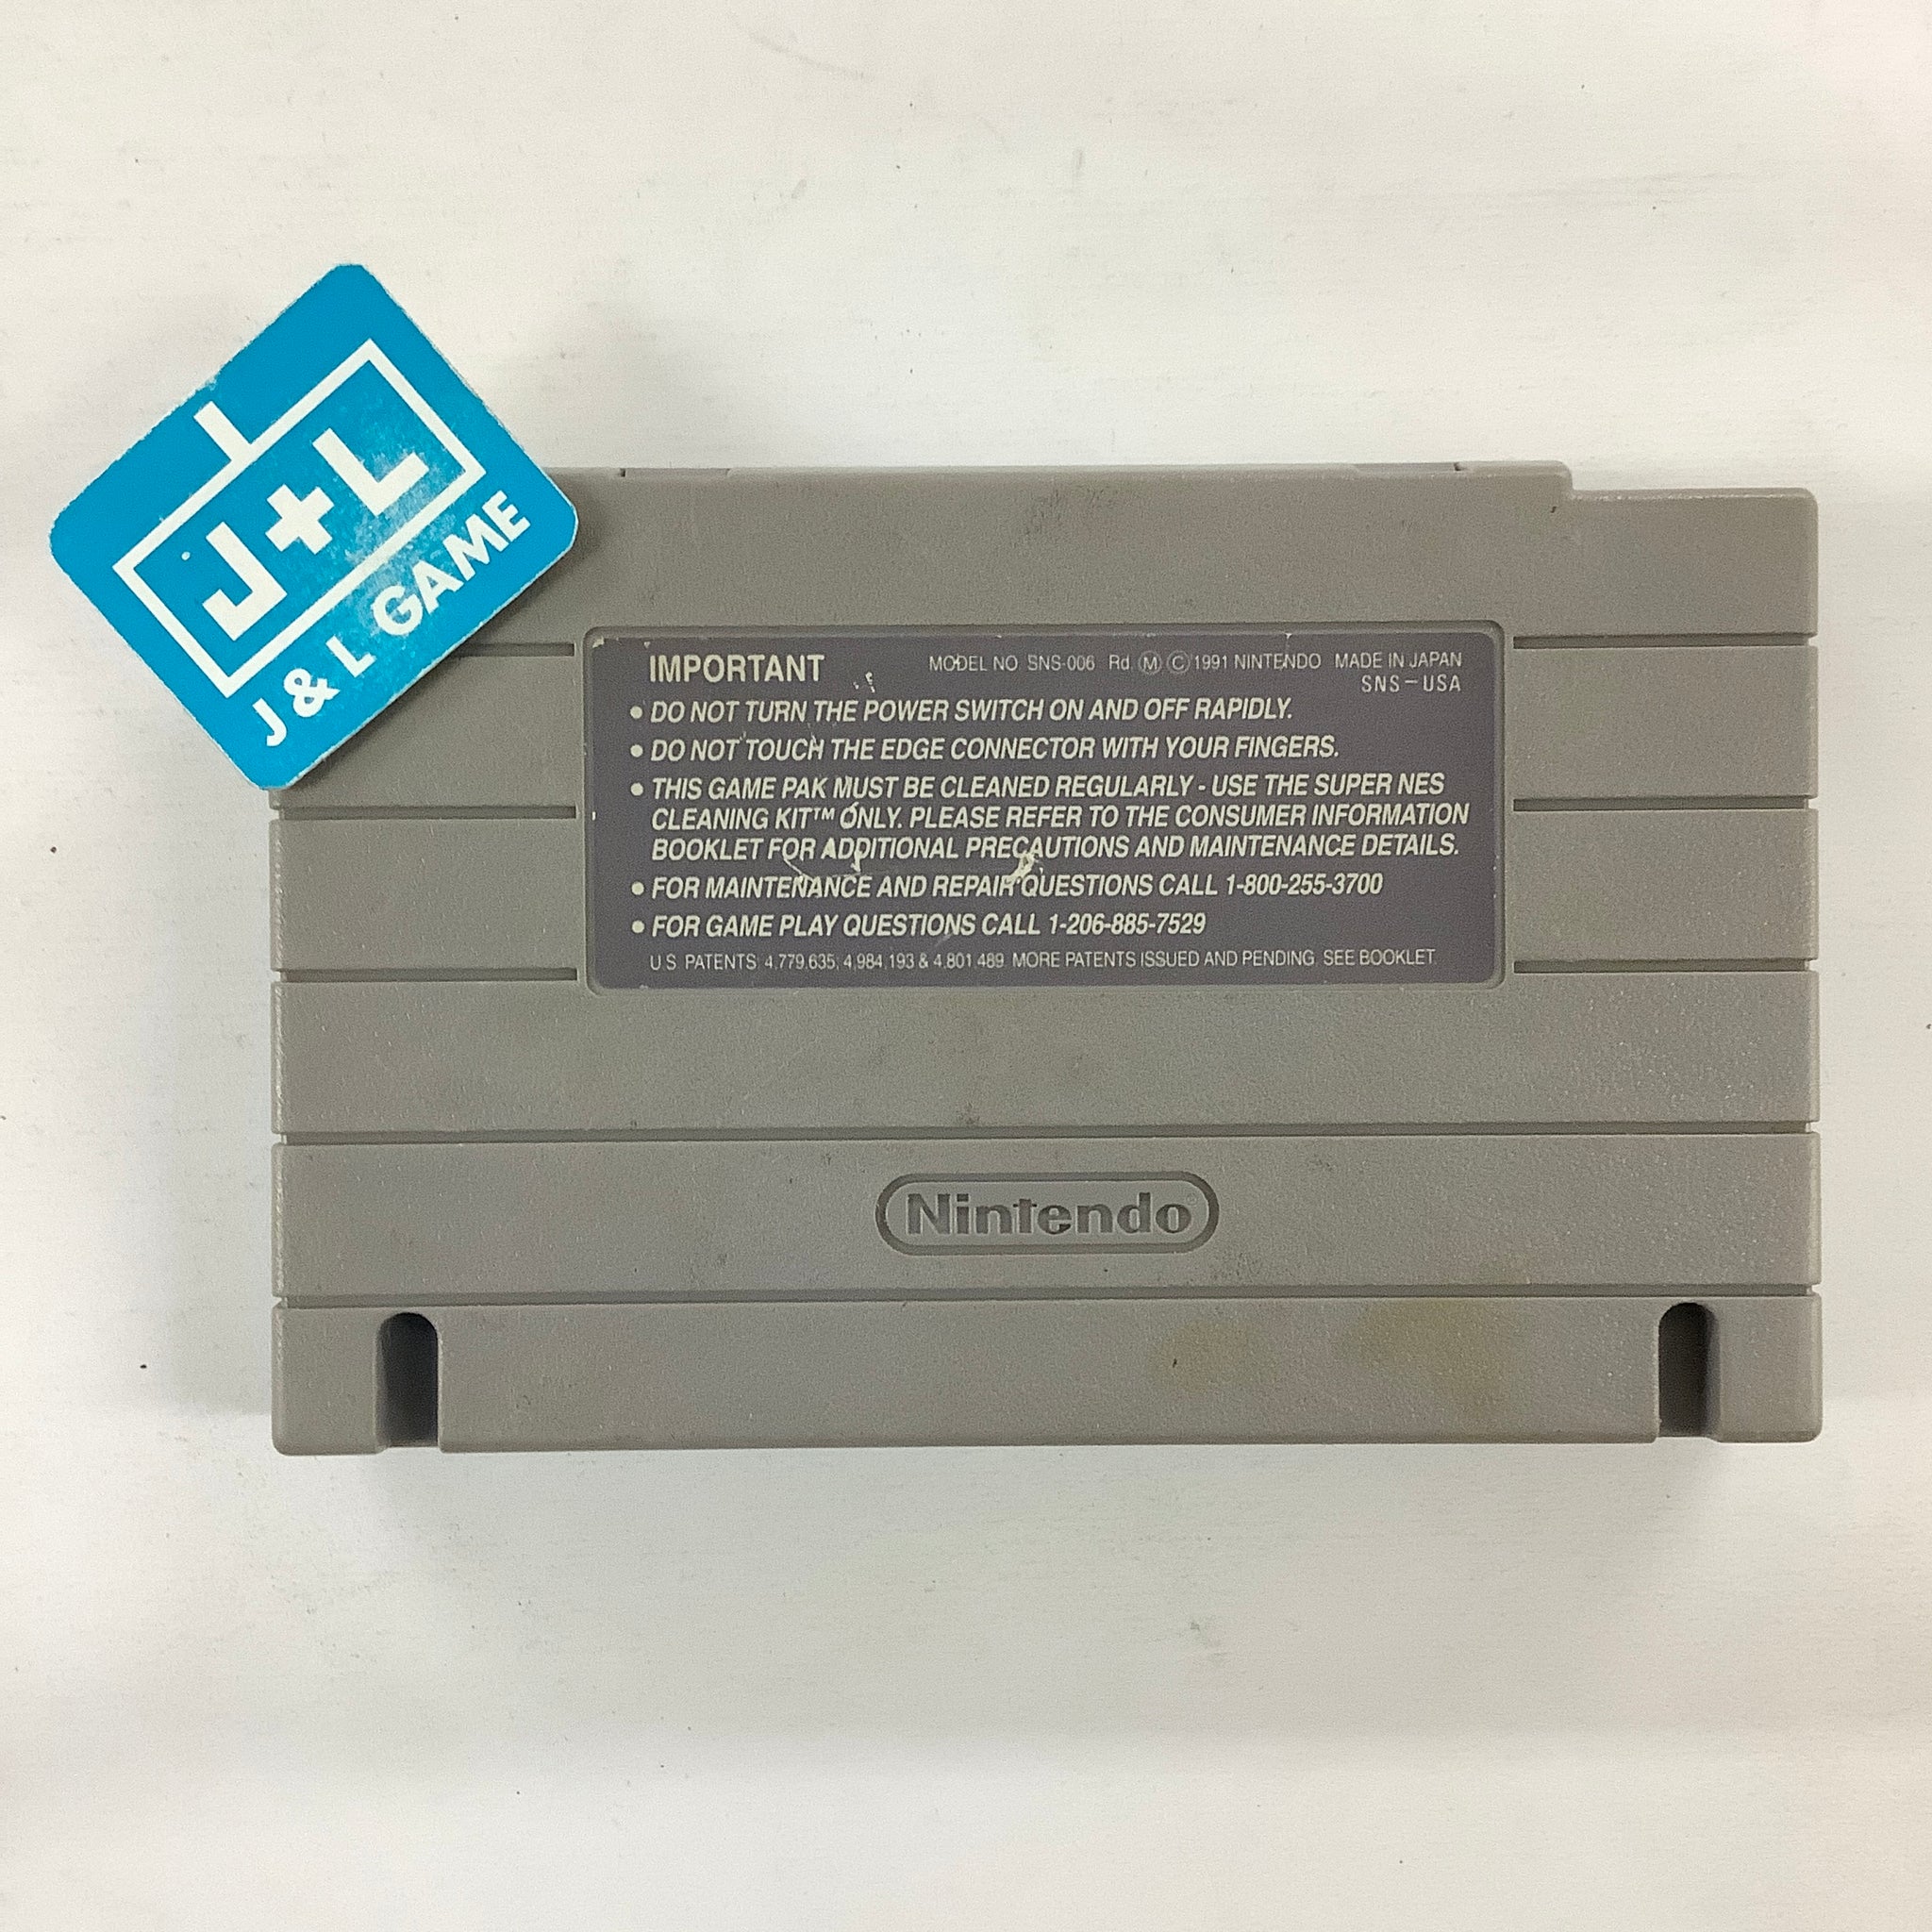 J+L
J & L GAME
IMPORTANT MODEL NO. SNS-006 Rd. Ⓜ Ⓒ 1991 NINTENDO MADE IN JAPAN
SNS-USA
• DO NOT TURN THE POWER SWITCH ON AND OFF RAPIDLY.
• DO NOT TOUCH THE EDGE CONNECTOR WITH YOUR FINGERS.
• THIS GAME PAK MUST BE CLEANED REGULARLY - USE THE SUPER NES
CLEANING KIT™ ONLY. PLEASE REFER TO THE CONSUMER INFORMATION
BOOKLET FOR ADDITIONAL PRECAUTIONS AND MAINTENANCE DETAILS.
• FOR MAINTENANCE AND REPAIR QUESTIONS CALL 1-800-255-3700
• FOR GAME PLAY QUESTIONS CALL 1-206-885-7529
U.S. PATENTS: 4,779,635; 4,984,193 & 4,801,489. MORE PATENTS ISSUED AND PENDING. SEE BOOKLET.
Nintendo